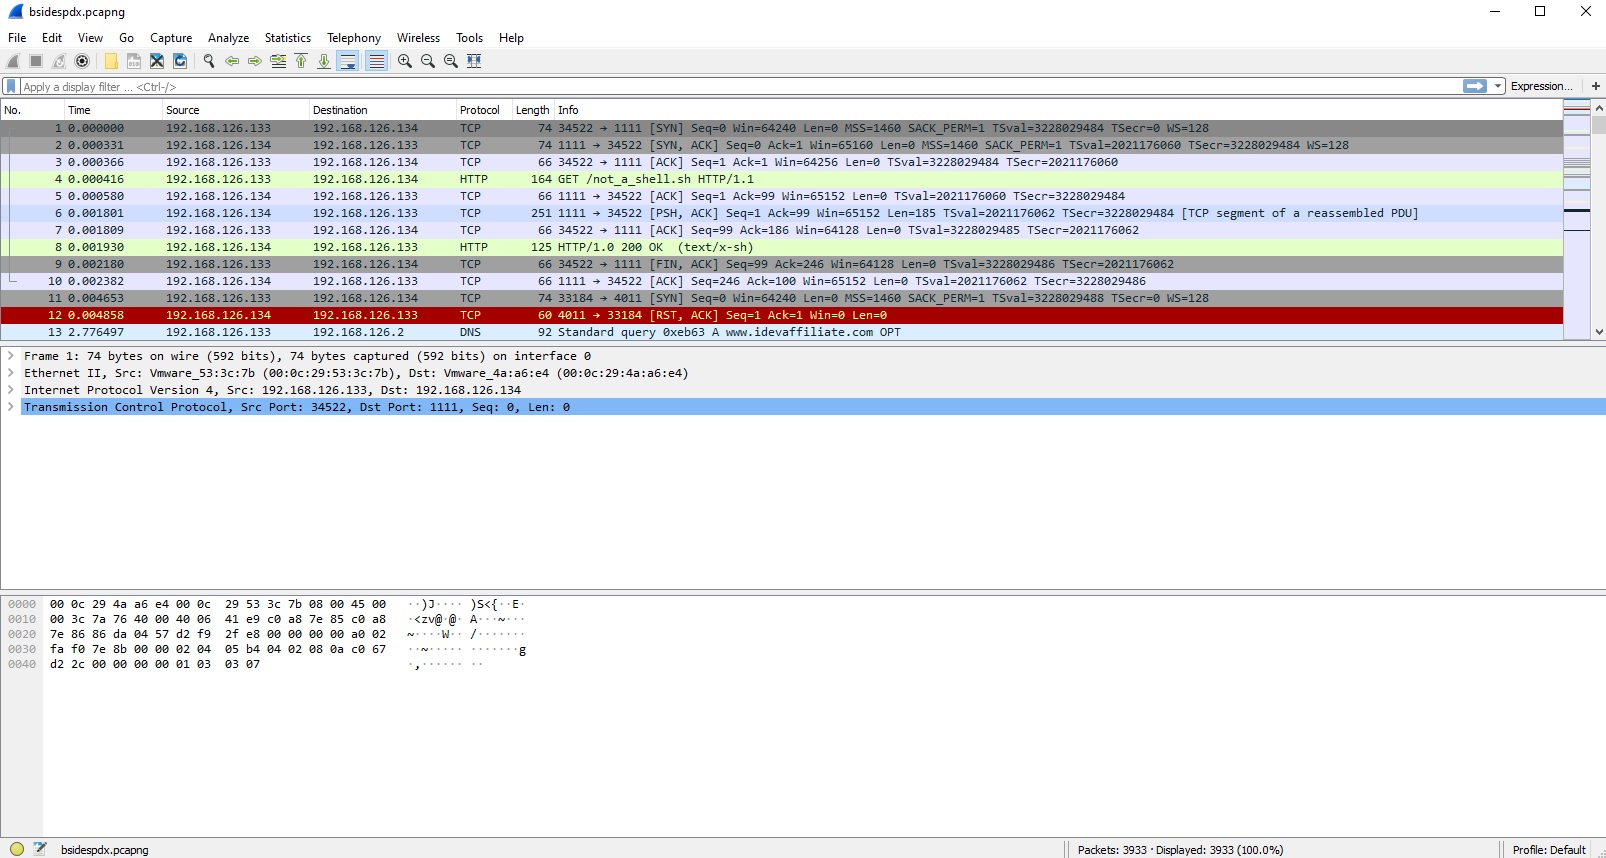 bsidespdx.pcapng
File Edit View Go Capture Analyze Statistics Telephony Wireless Tools Help
Apply a display filter ... <Ctrl-/> Expression... +
No. Time Source Destination Protocol Length Info
1 0.000000 192.168.126.133 192.168.126.134 TCP 74 34522 → 1111 [SYN] Seq=0 Win=64240 Len=0 MSS=1460 SACK_PERM=1 TSval=3228029484 TSecr=0 WS=128
2 0.000331 192.168.126.134 192.168.126.133 TCP 74 1111 → 34522 [SYN, ACK] Seq=0 Ack=1 Win=65160 Len=0 MSS=1460 SACK_PERM=1 TSval=2021176060 TSecr=3228029484 WS=128
3 0.000366 192.168.126.133 192.168.126.134 TCP 66 34522 → 1111 [ACK] Seq=1 Ack=1 Win=64256 Len=0 TSval=3228029484 TSecr=2021176060
4 0.000416 192.168.126.133 192.168.126.134 HTTP 164 GET /not_a_shell.sh HTTP/1.1
5 0.000580 192.168.126.134 192.168.126.133 TCP 66 1111 → 34522 [ACK] Seq=1 Ack=99 Win=65152 Len=0 TSval=2021176060 TSecr=3228029484
6 0.001801 192.168.126.134 192.168.126.133 TCP 251 1111 → 34522 [PSH, ACK] Seq=1 Ack=99 Win=65152 Len=185 TSval=2021176062 TSecr=3228029484 [TCP segment of a reassembled PDU]
7 0.001809 192.168.126.133 192.168.126.134 TCP 66 34522 → 1111 [ACK] Seq=99 Ack=186 Win=64128 Len=0 TSval=3228029485 TSecr=2021176062
8 0.001930 192.168.126.134 192.168.126.133 HTTP 125 HTTP/1.0 200 OK (text/x-sh)
9 0.002180 192.168.126.133 192.168.126.134 TCP 66 34522 → 1111 [FIN, ACK] Seq=99 Ack=246 Win=64128 Len=0 TSval=3228029486 TSecr=2021176062
10 0.002382 192.168.126.134 192.168.126.133 TCP 66 1111 → 34522 [ACK] Seq=246 Ack=100 Win=65152 Len=0 TSval=2021176062 TSecr=3228029486
11 0.004653 192.168.126.133 192.168.126.134 TCP 74 33184 → 4011 [SYN] Seq=0 Win=64240 Len=0 MSS=1460 SACK_PERM=1 TSval=3228029488 TSecr=0 WS=128
12 0.004858 192.168.126.134 192.168.126.133 TCP 60 4011 → 33184 [RST, ACK] Seq=1 Ack=1 Win=0 Len=0
13 2.776497 192.168.126.133 192.168.126.2 DNS 92 Standard query 0xeb63 A www.idevaffiliate.com OPT
Frame 1: 74 bytes on wire (592 bits), 74 bytes captured (592 bits) on interface 0
Ethernet II, Src: Vmware_53:3c:7b (00:0c:29:53:3c:7b), Dst: Vmware_4a:a6:e4 (00:0c:29:4a:a6:e4)
Internet Protocol Version 4, Src: 192.168.126.133, Dst: 192.168.126.134
Transmission Control Protocol, Src Port: 34522, Dst Port: 1111, Seq: 0, Len: 0
0000 00 0c 29 4a a6 e4 00 0c 29 53 3c 7b 08 00 45 00 ··)J···· )S<{··E·
0010 00 3c 7a 76 40 00 40 06 41 e9 c0 a8 7e 85 c0 a8 ·<zv@·@· A···~···
0020 7e 86 86 da 04 57 d2 f9 2f e8 00 00 00 00 a0 02 ~····W·· /·······
0030 fa f0 7e 8b 00 00 02 04 05 b4 04 02 08 0a c0 67 ··~····· ·······g
0040 d2 2c 00 00 00 00 01 03 03 07 ·,······ ··
bsidespdx.pcapng Packets: 3933 · Displayed: 3933 (100.0%) Profile: Default